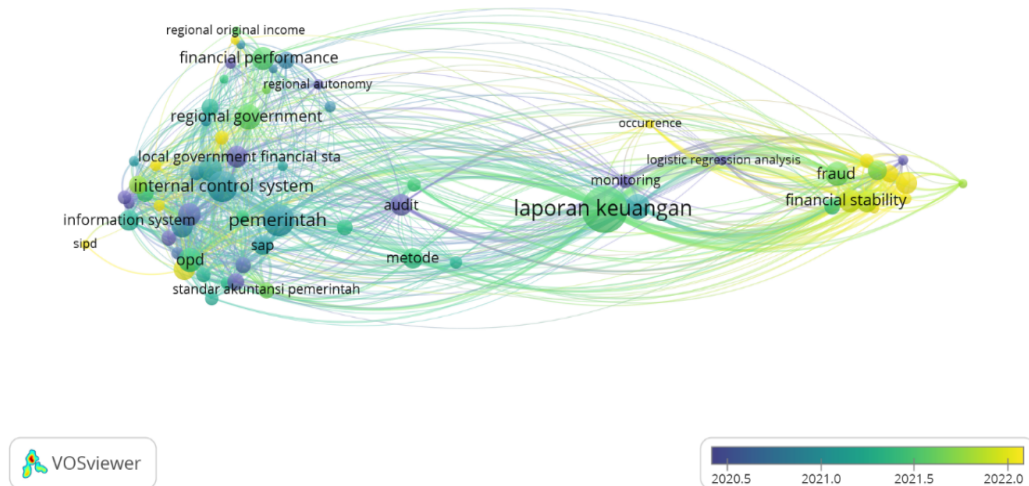 regional original income
financial performance
regional autonomy
regional government
occurrence
local government financial sta
logistic regression analysis
fraud
monitoring
internal control system
financial stability
audit
laporan keuangan
information system
pemerintah
sipd
sap
opd
metode
standar akuntansi pemerintah
VOSviewer
2020.5 2021.0 2021.5 2022.0